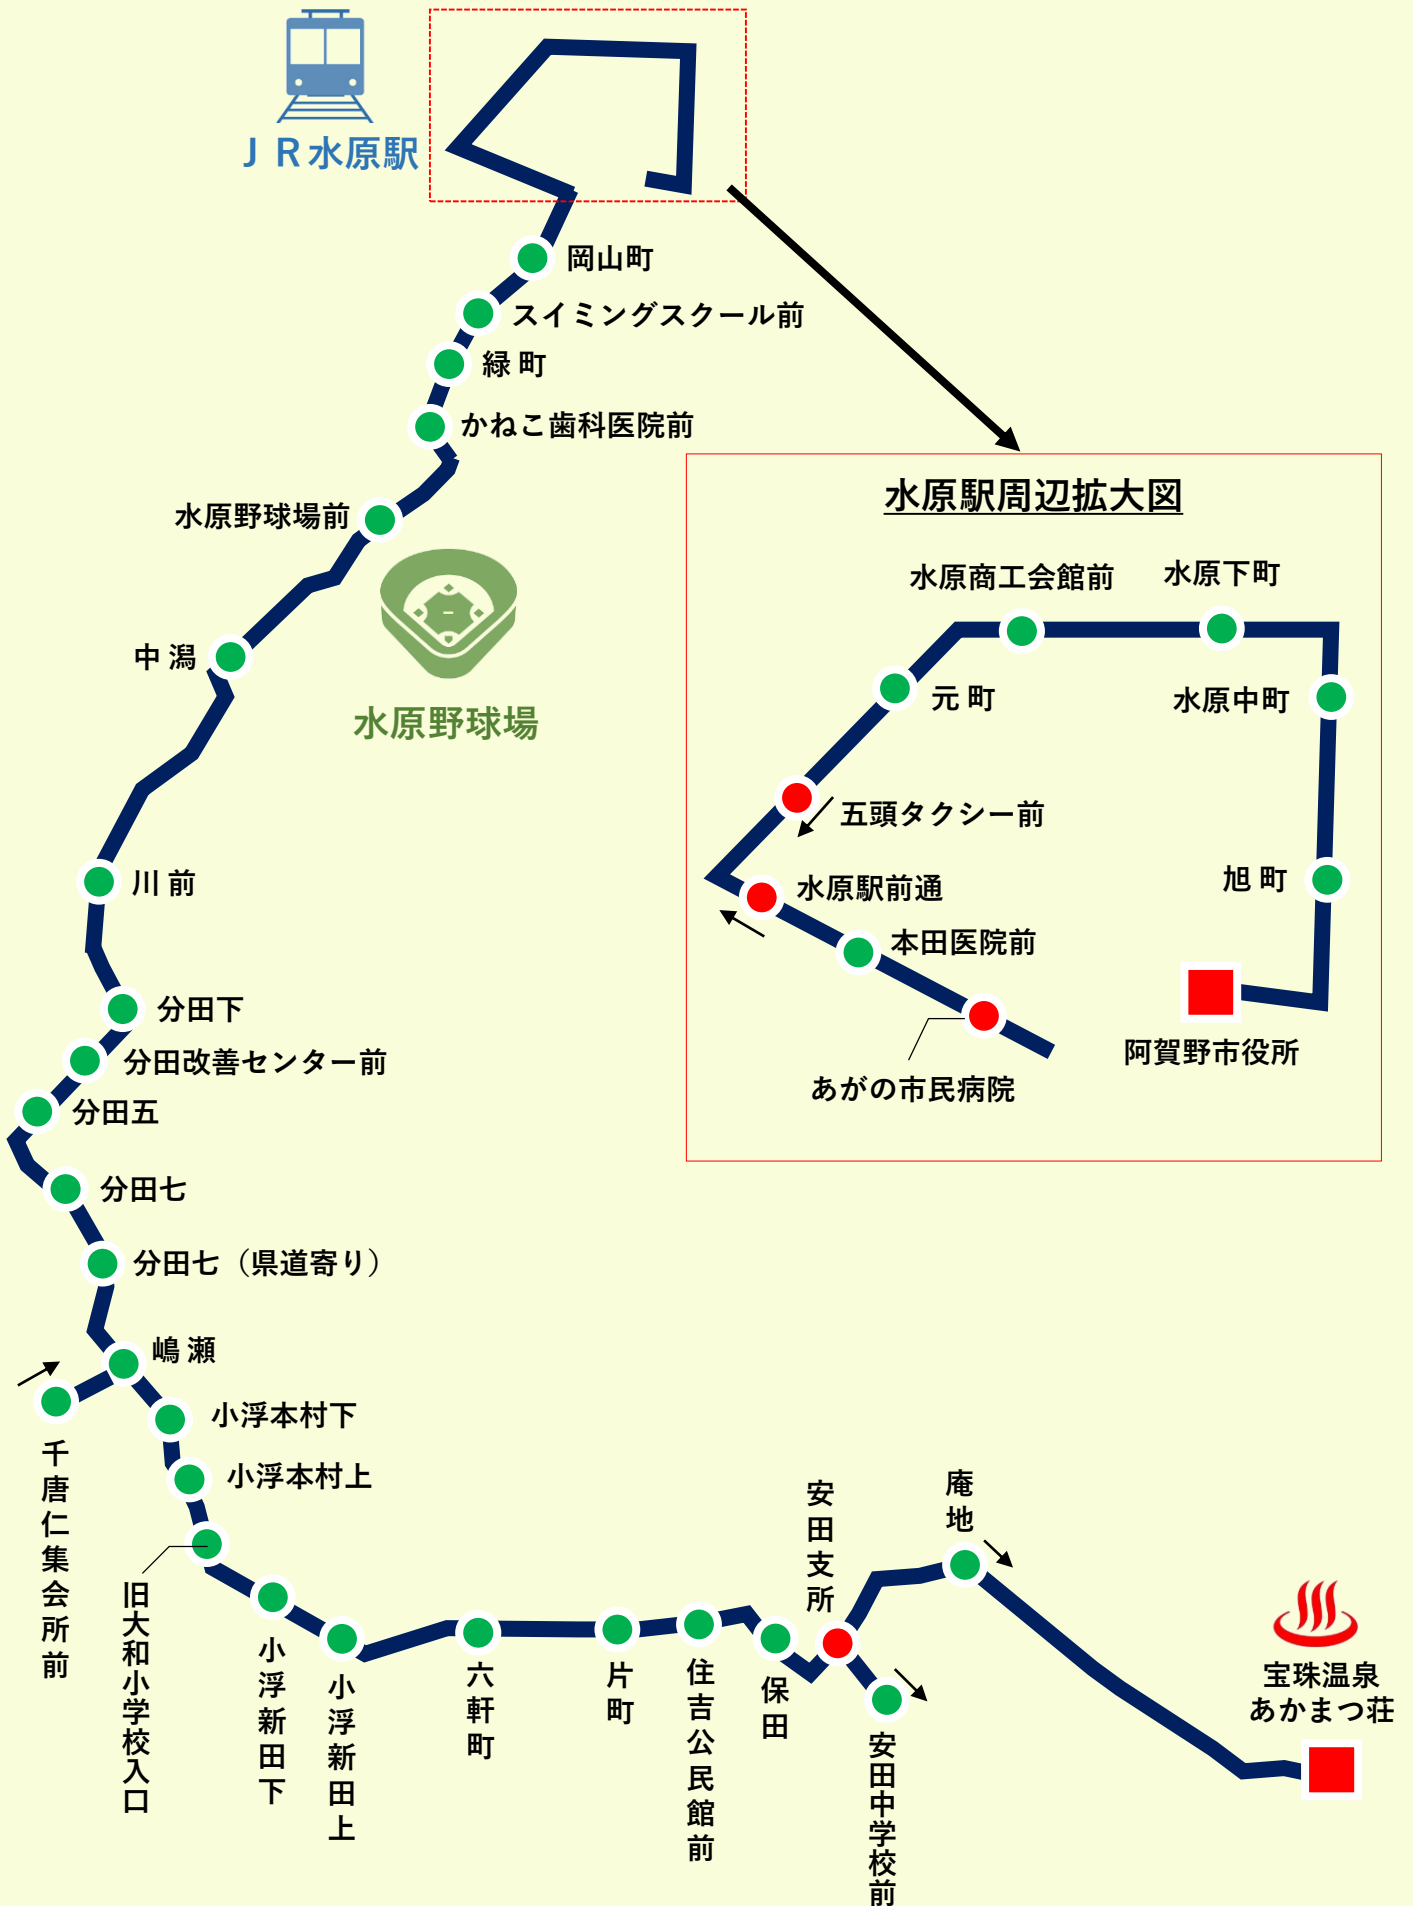 ＪＲ水原駅
岡山町
スイミングスクール前
緑町
かねこ歯科医院前
水原野球場前
水原野球場
中潟
川前
分田下
分田改善センター前
分田五
分田七
分田七（県道寄り）
嶋瀬
千唐仁集会所前
小浮本村下
小浮本村上
旧大和小学校入口
小浮新田下
小浮新田上
六軒町
片町
住吉公民館前
保田
安田支所
安田中学校前
庵地
宝珠温泉
あかまつ荘
水原駅周辺拡大図
水原商工会館前
水原下町
元町
水原中町
五頭タクシー前
水原駅前通
旭町
本田医院前
阿賀野市役所
あがの市民病院